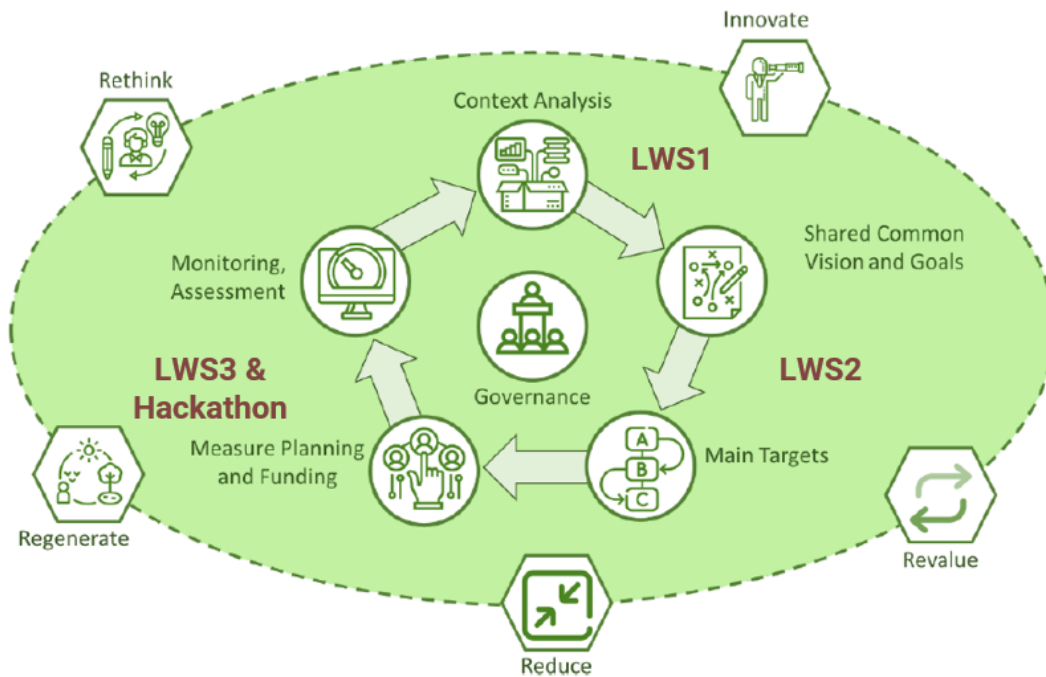 Innovate
Rethink
Context Analysis
LWS1
Shared Common
Vision and Goals
Monitoring,
Assessment
LWS3 &
Hackathon
LWS2
Governance
Measure Planning
and Funding
A
B
C
Main Targets
Regenerate
Revalue
Reduce